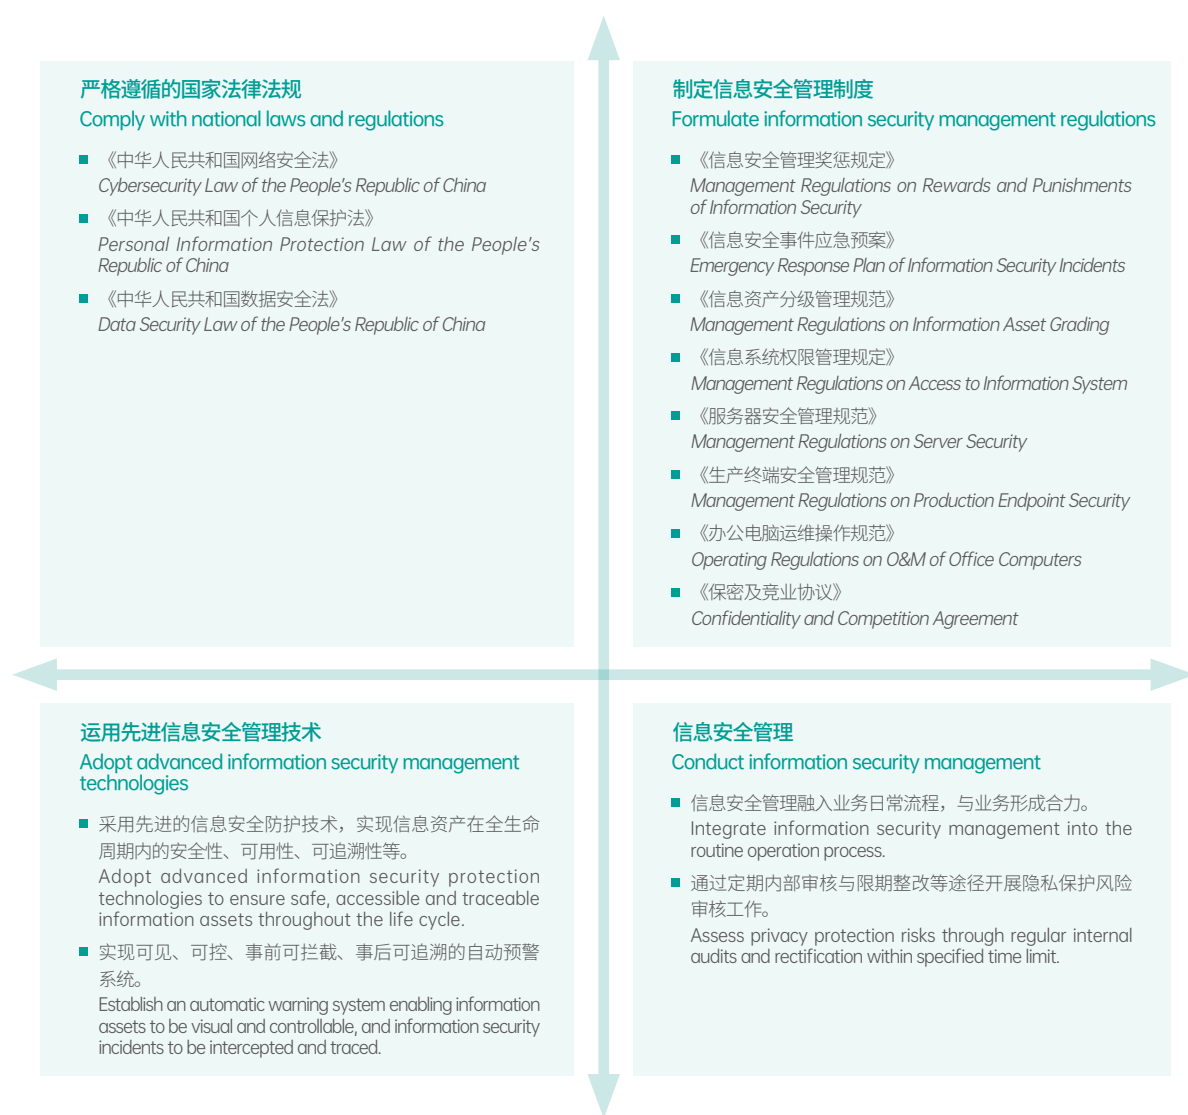 严格遵循的国家法律法规
Comply with national laws and regulations
《中华人民共和国网络安全法》
Cybersecurity Law of the People's Republic of China
《中华人民共和国个人信息保护法》
Personal Information Protection Law of the People's
Republic of China
《中华人民共和国数据安全法》
Data Security Law of the People's Republic of China
制定信息安全管理制度
Formulate information security management regulations
《信息安全管理奖惩规定》
Management Regulations on Rewards and Punishments
of Information Security
《信息安全事件应急预案》
Emergency Response Plan of Information Security Incidents
《信息资产分级管理规范》
Management Regulations on Information Asset Grading
《信息系统权限管理规定》
Management Regulations on Access to Information System
《服务器安全管理规范》
Management Regulations on Server Security
《生产终端安全管理规范》
Management Regulations on Production Endpoint Security
《办公电脑运维操作规范》
Operating Regulations on O&M of Office Computers
《保密及竞业协议》
Confidentiality and Competition Agreement
运用先进信息安全管理技术
Adopt advanced information security management
technologies
采用先进的信息安全防护技术，实现信息资产在全生命
周期内的安全性、可用性、可追溯性等。
Adopt advanced information security protection
technologies to ensure safe, accessible and traceable
information assets throughout the life cycle.
实现可见、可控、事前可拦截、事后可追溯的自动预警
系统。
Establish an automatic warning system enabling information
assets to be visual and controllable, and information security
incidents to be intercepted and traced.
信息安全管理
Conduct information security management
信息安全管理融入业务日常流程，与业务形成合力。
Integrate information security management into the
routine operation process.
通过定期内部审核与限期整改等途径开展隐私保护风险
审核工作。
Assess privacy protection risks through regular internal
audits and rectification within specified time limit.